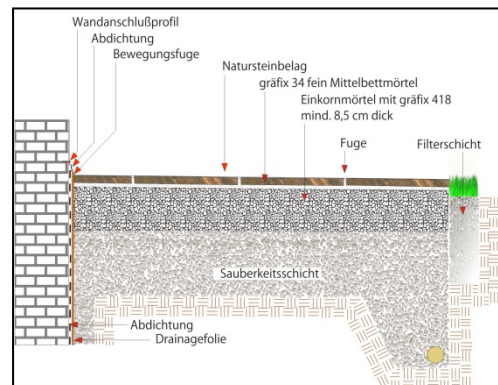 Wandanschlußprofil
Abdichtung
Bewegungsfuge
Natursteinbelag
gräfix 34 fein Mittelbettmörtel
Einkornmörtel mit gräfix 418
mind. 8,5 cm dick
Fuge
Filterschicht
Sauberkeitsschicht
Abdichtung
Drainagefolie